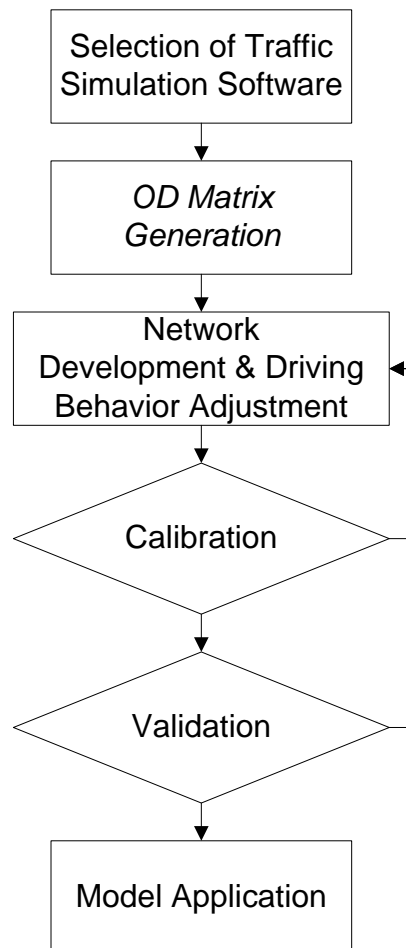 Selection of Traffic
Simulation Software
OD Matrix
Generation
Network
Development & Driving
Behavior Adjustment
Calibration
Validation
Model Application